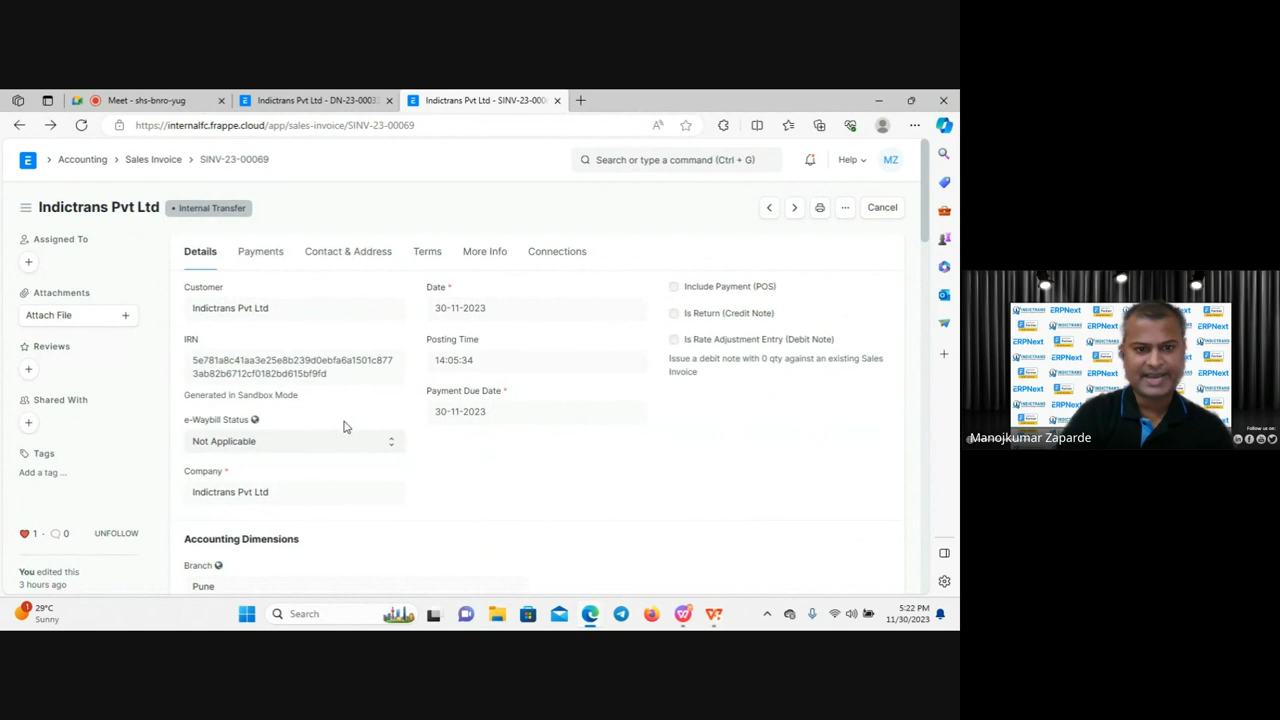 Meet - shs-bnro-yug
Indictrans Pvt Ltd - DN-23-0003
Indictrans Pvt Ltd - SINV-23-000
https://internalfc.frappe.cloud/app/sales-invoice/SINV-23-00069
Accounting > Sales Invoice > SINV-23-00069
Search or type a command (Ctrl + G)
Help
MZ
Indictrans Pvt Ltd
• Internal Transfer
Cancel
Assigned To
Attachments
Attach File
Reviews
Shared With
Tags
Add a tag ...
1 · 0
UNFOLLOW
You edited this
3 hours ago
Details
Payments
Contact & Address
Terms
More Info
Connections
Customer
Indictrans Pvt Ltd
IRN
5e781a8c41aa3e25e8b239d0ebfa6a1501c877
3ab82b6712cf0182bd615bf9fd
Generated in Sandbox Mode
e-Waybill Status
Not Applicable
Company *
Indictrans Pvt Ltd
Date *
30-11-2023
Posting Time
14:05:34
Payment Due Date *
30-11-2023
Include Payment (POS)
Is Return (Credit Note)
Is Rate Adjustment Entry (Debit Note)
Issue a debit note with 0 qty against an existing Sales
Invoice
Accounting Dimensions
Branch
Pune
1
29°C
Sunny
Search
5:22 PM
11/30/2023
ERPNext
INDICTRANS
Follow us on:
Manojkumar Zaparde